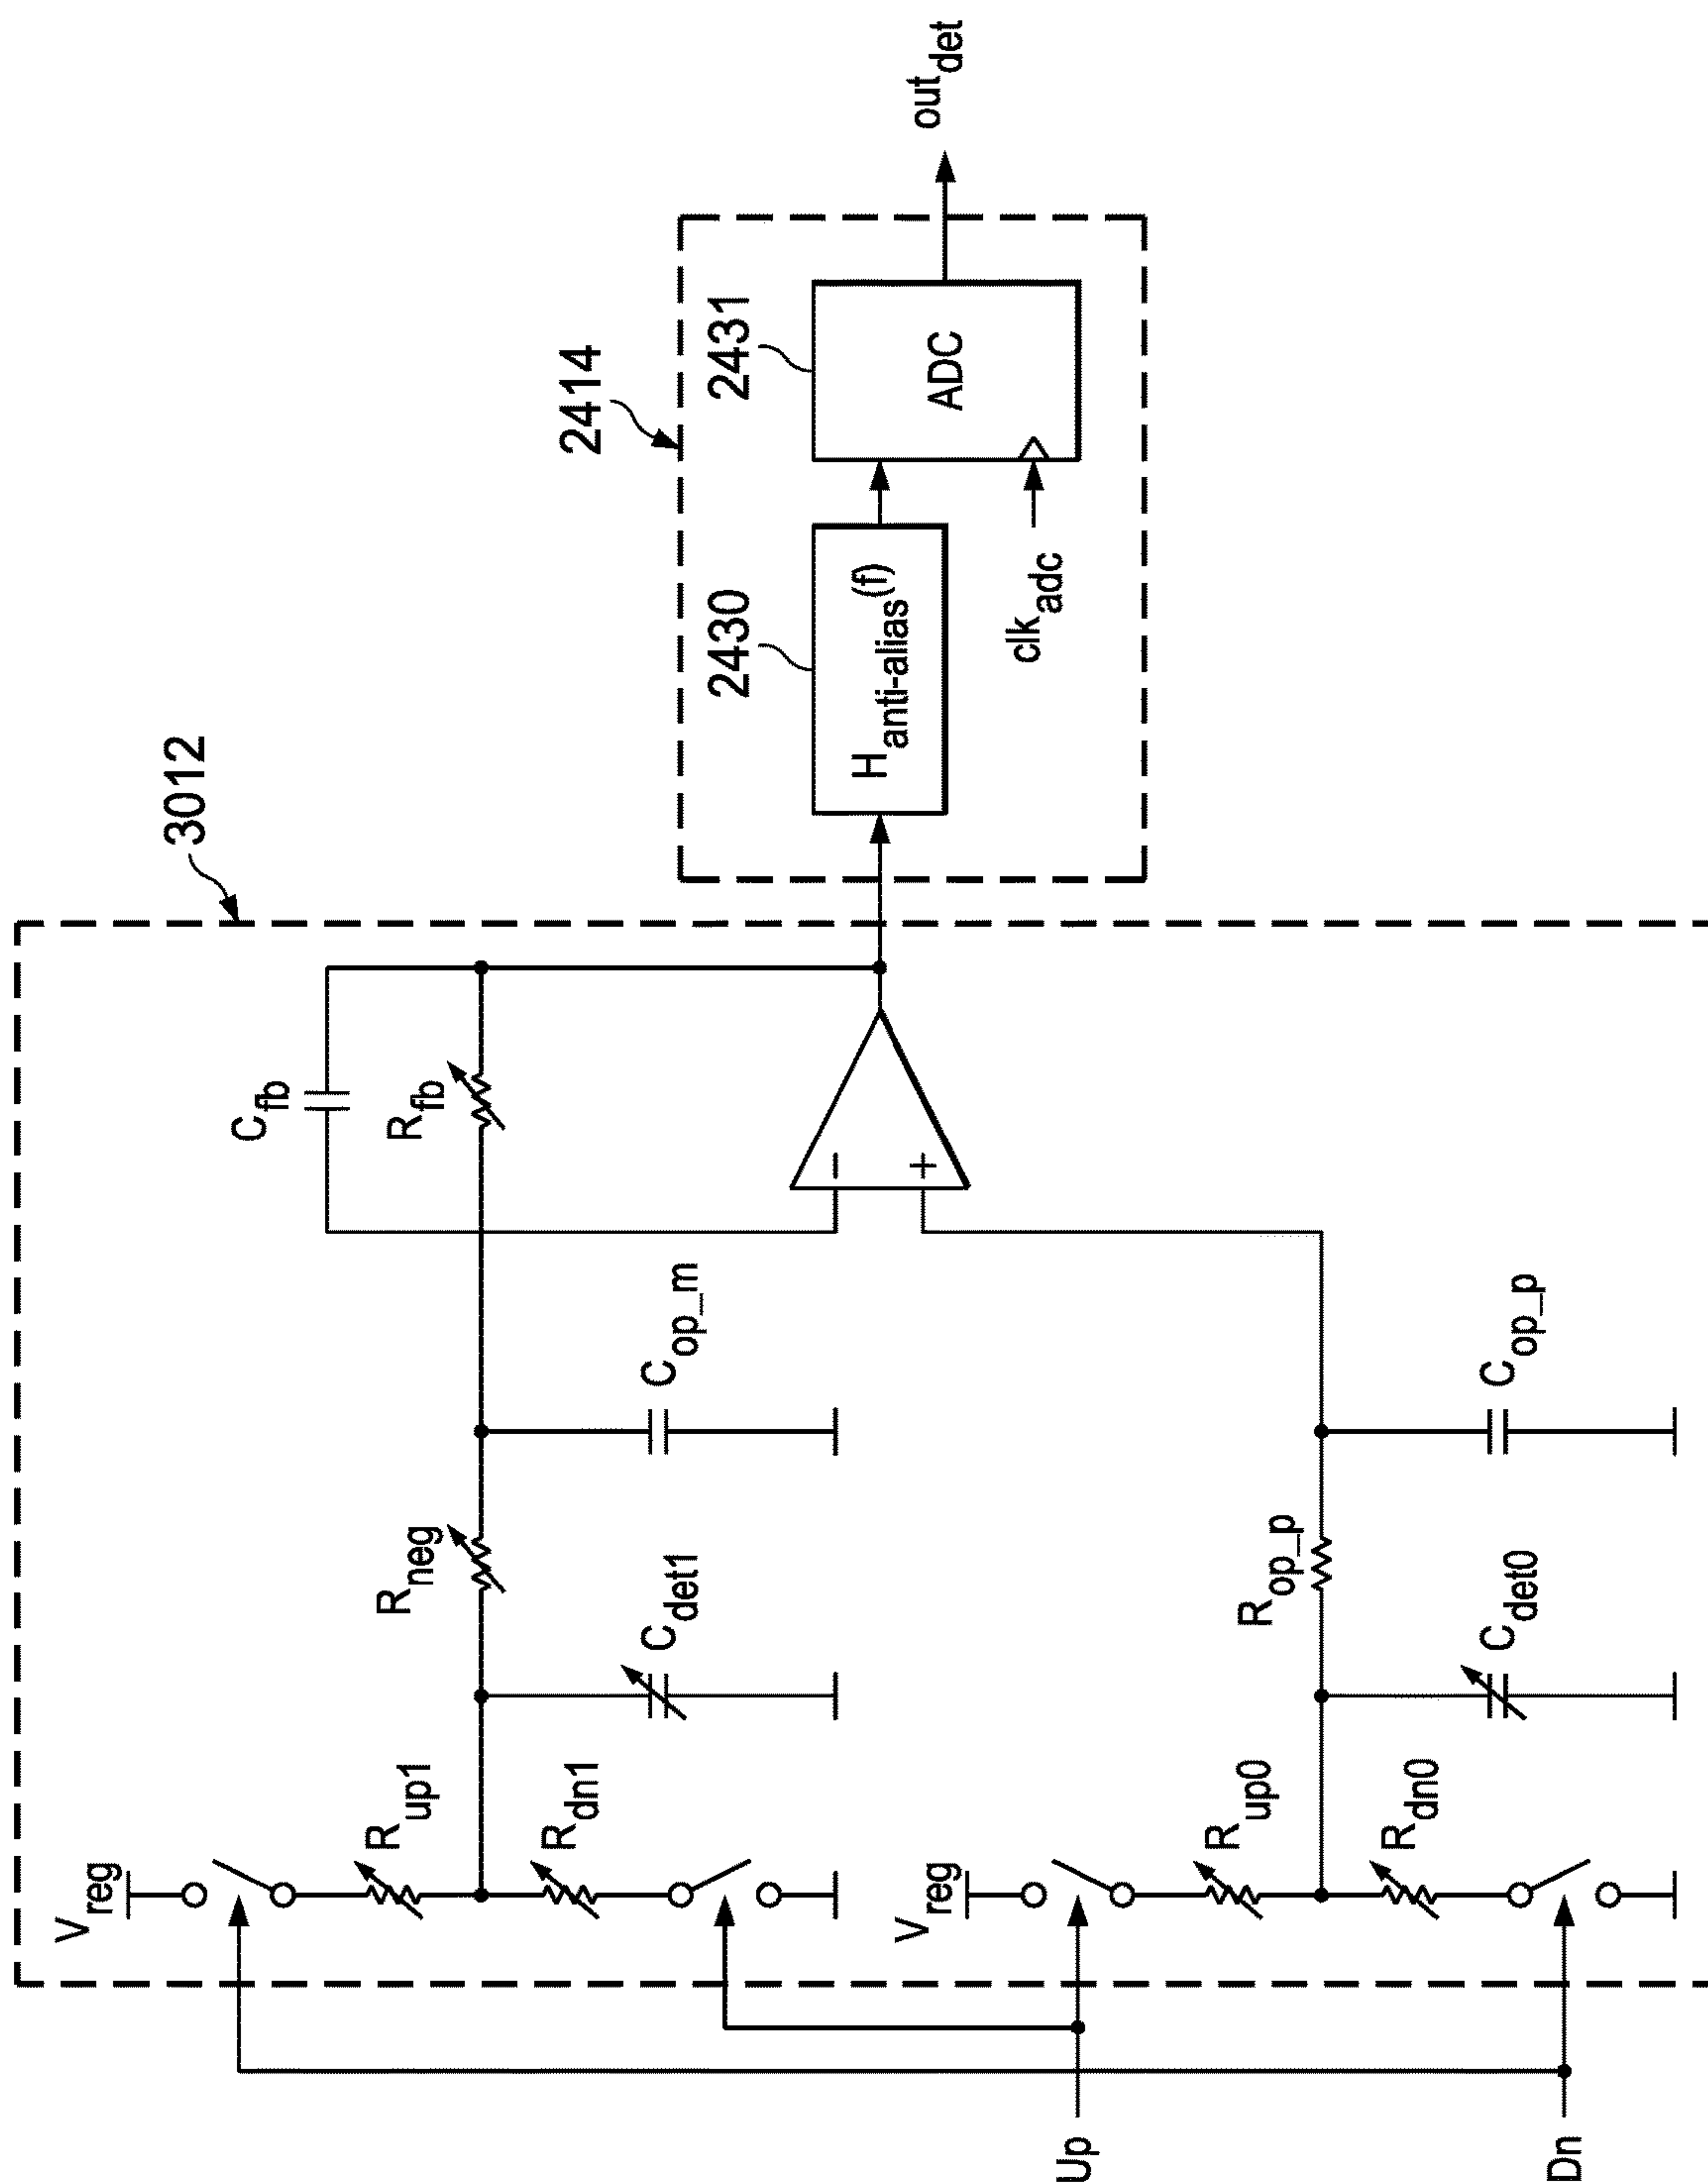 3012
2414
2430
2431
V_reg
R_up1
R_dn1
R_neg
C_det1
C_op_m
C_fb
R_fb
−
+
H_anti-alias(f)
ADC
clk_adc
out_det
V_reg
R_up0
R_dn0
R_op_p
C_det0
C_op_p
Up
Dn